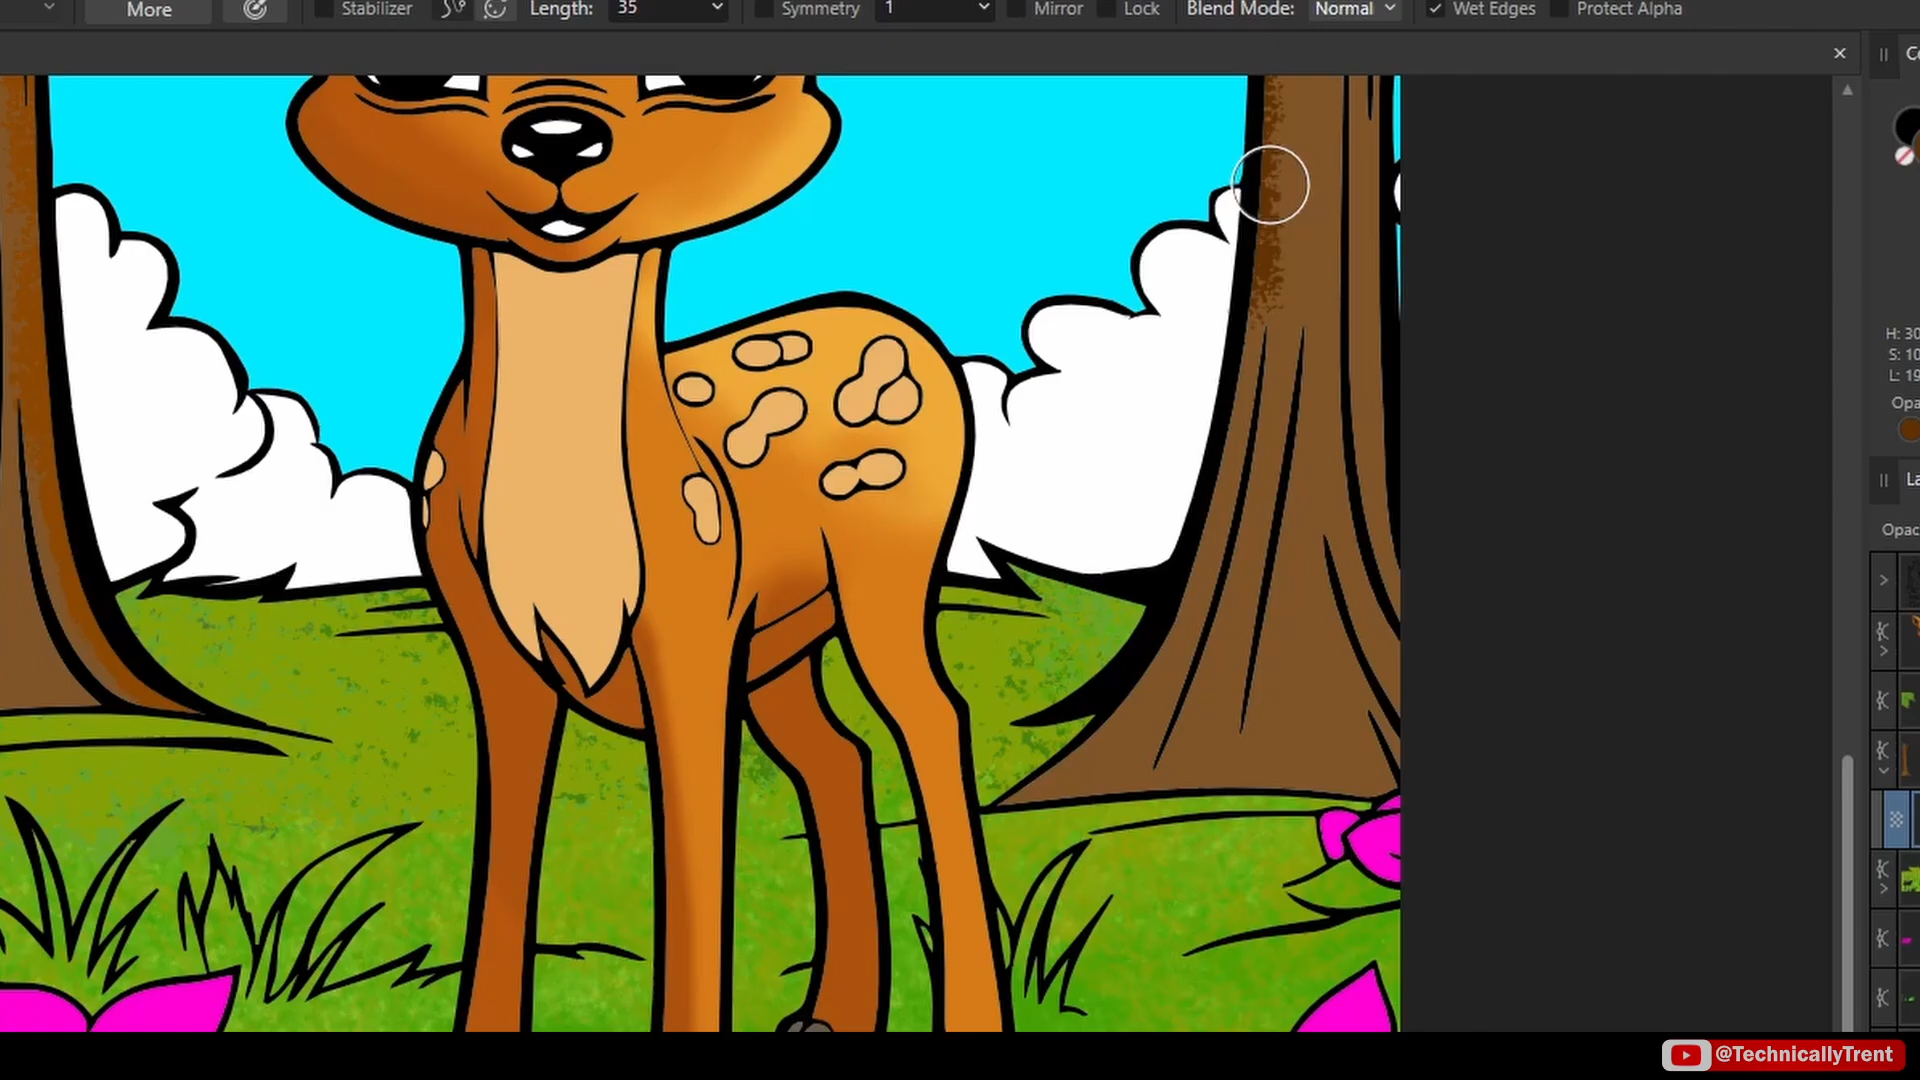 More Stabilizer Length: 35 Symmetry 1 Mirror Lock Blend Mode: Normal Wet Edges Protect Alpha
H: 30
S: 10
L: 19
@TechnicallyTrent